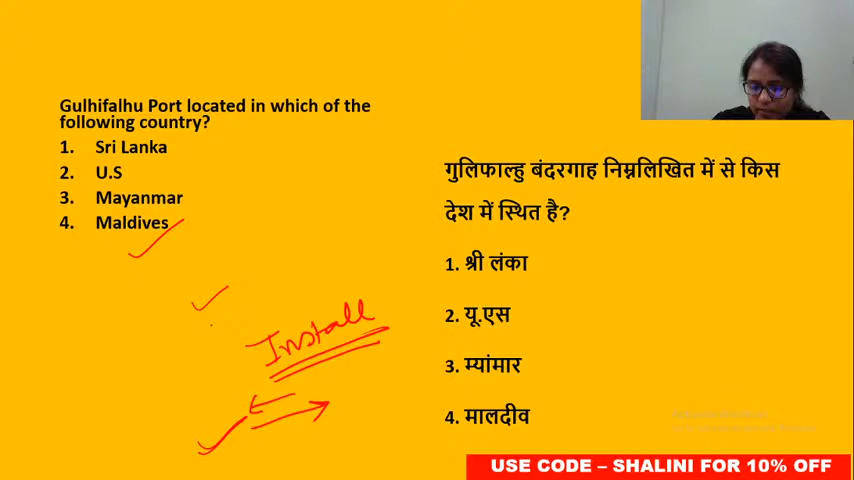 Gulhifalhu Port located in which of the
following country?
1. Sri Lanka
2. U.S
3. Mayanmar
4. Maldives
Install
गुलिफाल्हु बंदरगाह निम्नलिखित में से किस
देश में स्थित है?
1. श्री लंका
2. यू.एस
3. म्यांमार
4. मालदीव
USE CODE – SHALINI FOR 10% OFF